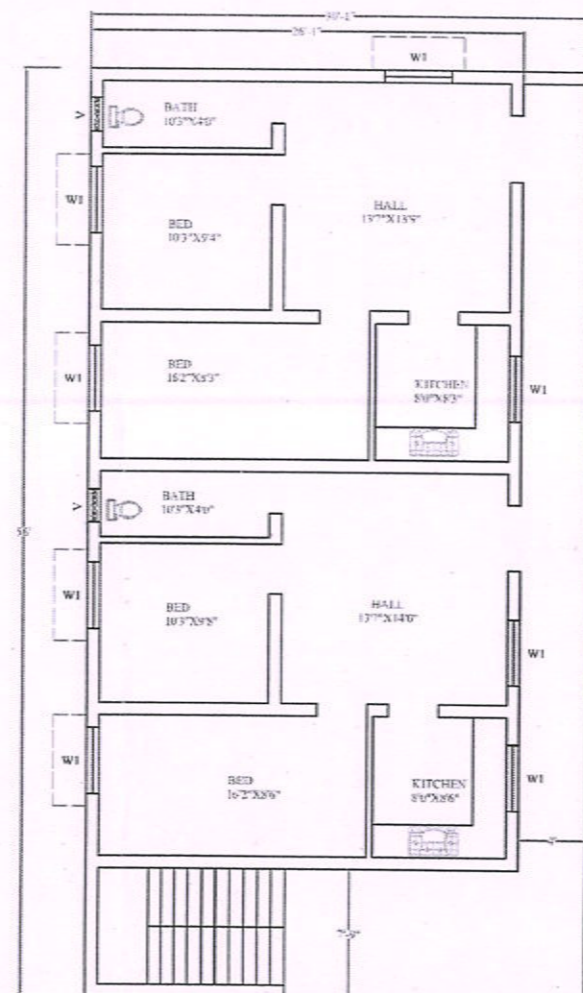 30'-1"
26'-1"
W1
V
BATH
10'3"X4'0"
W1
BED
10'3"X9'4"
HALL
13'7"X13'9"
BED
16'2"X8'3"
W1
KITCHEN
8'0"X8'3"
W1
V
BATH
10'3"X4'0"
56'
W1
BED
10'3"X9'8"
HALL
13'7"X14'0"
W1
W1
BED
16'2"X8'6"
KITCHEN
8'0"X8'6"
W1
7'-9"